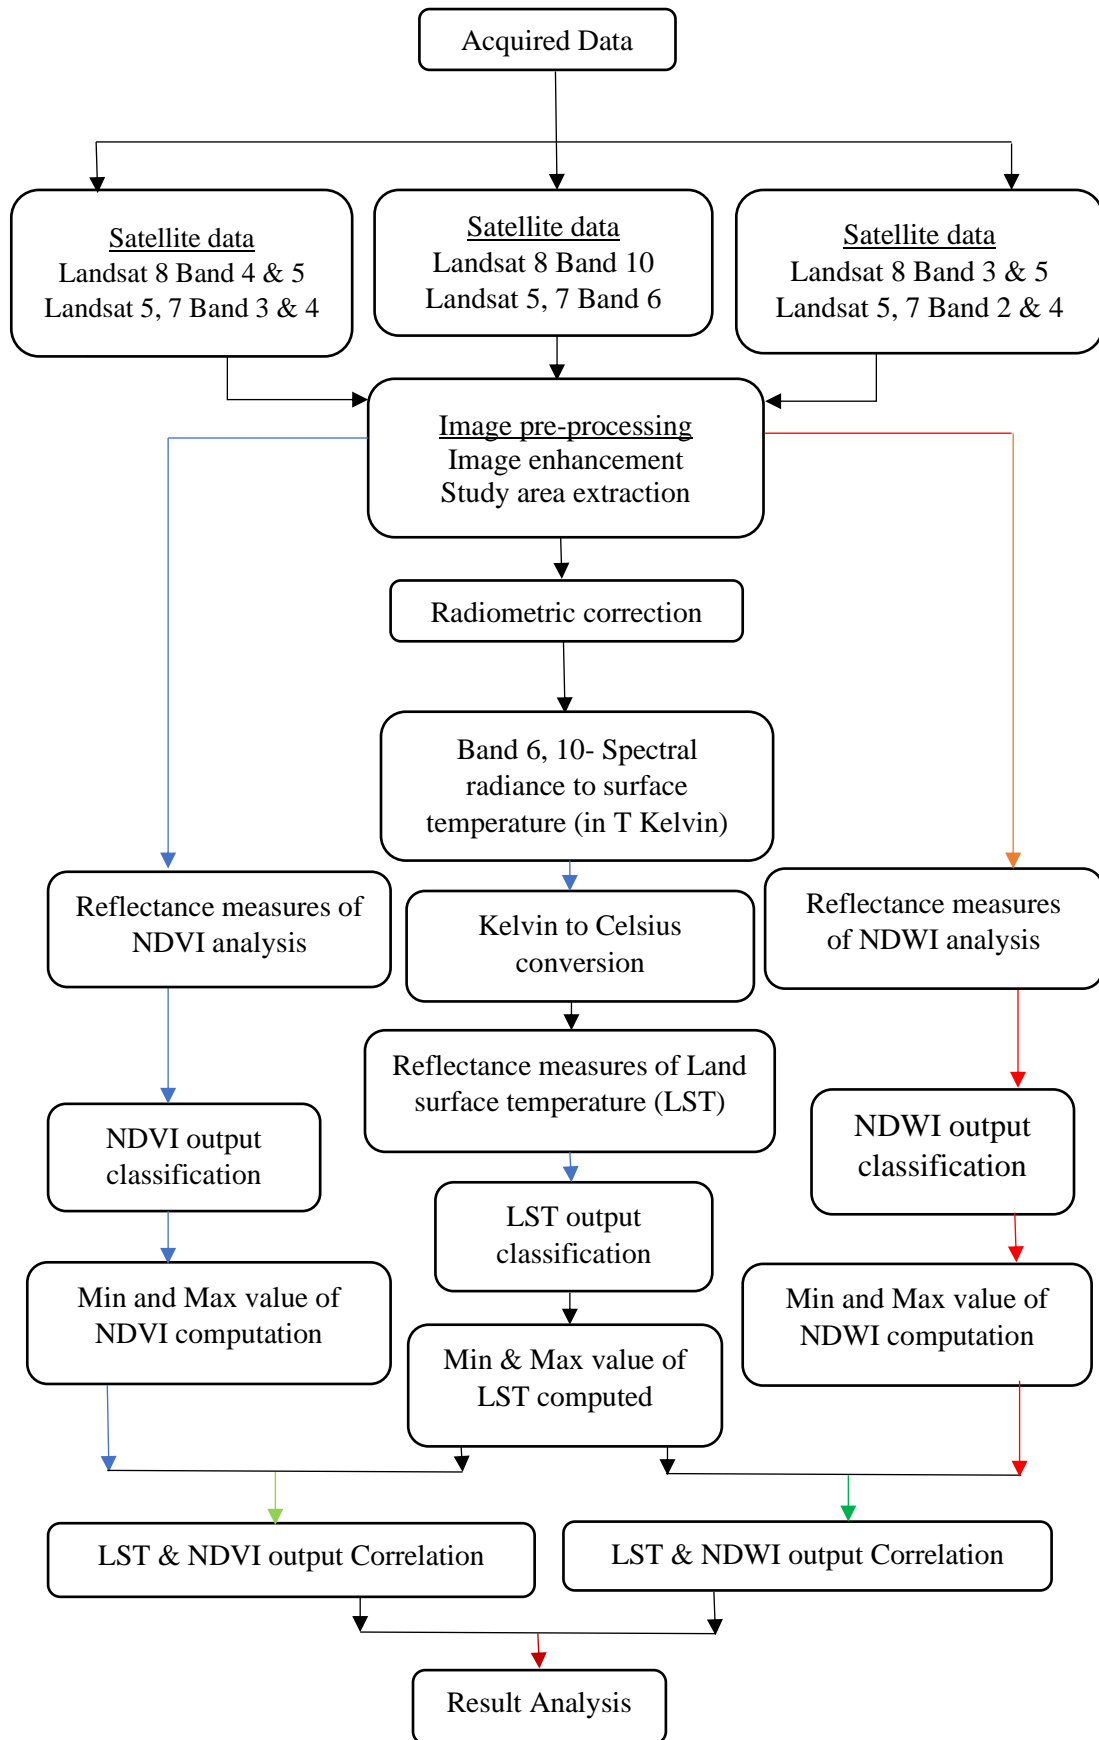 Acquired Data
Satellite data
Landsat 8 Band 4 & 5
Landsat 5, 7 Band 3 & 4
Satellite data
Landsat 8 Band 10
Landsat 5, 7 Band 6
Satellite data
Landsat 8 Band 3 & 5
Landsat 5, 7 Band 2 & 4
Image pre-processing
Image enhancement
Study area extraction
Radiometric correction
Band 6, 10- Spectral
radiance to surface
temperature (in T Kelvin)
Reflectance measures of
NDVI analysis
Kelvin to Celsius
conversion
Reflectance measures
of NDWI analysis
Reflectance measures of Land
surface temperature (LST)
NDVI output
classification
NDWI output
classification
LST output
classification
Min and Max value of
NDVI computation
Min & Max value of
LST computed
Min and Max value of
NDWI computation
LST & NDVI output Correlation
LST & NDWI output Correlation
Result Analysis